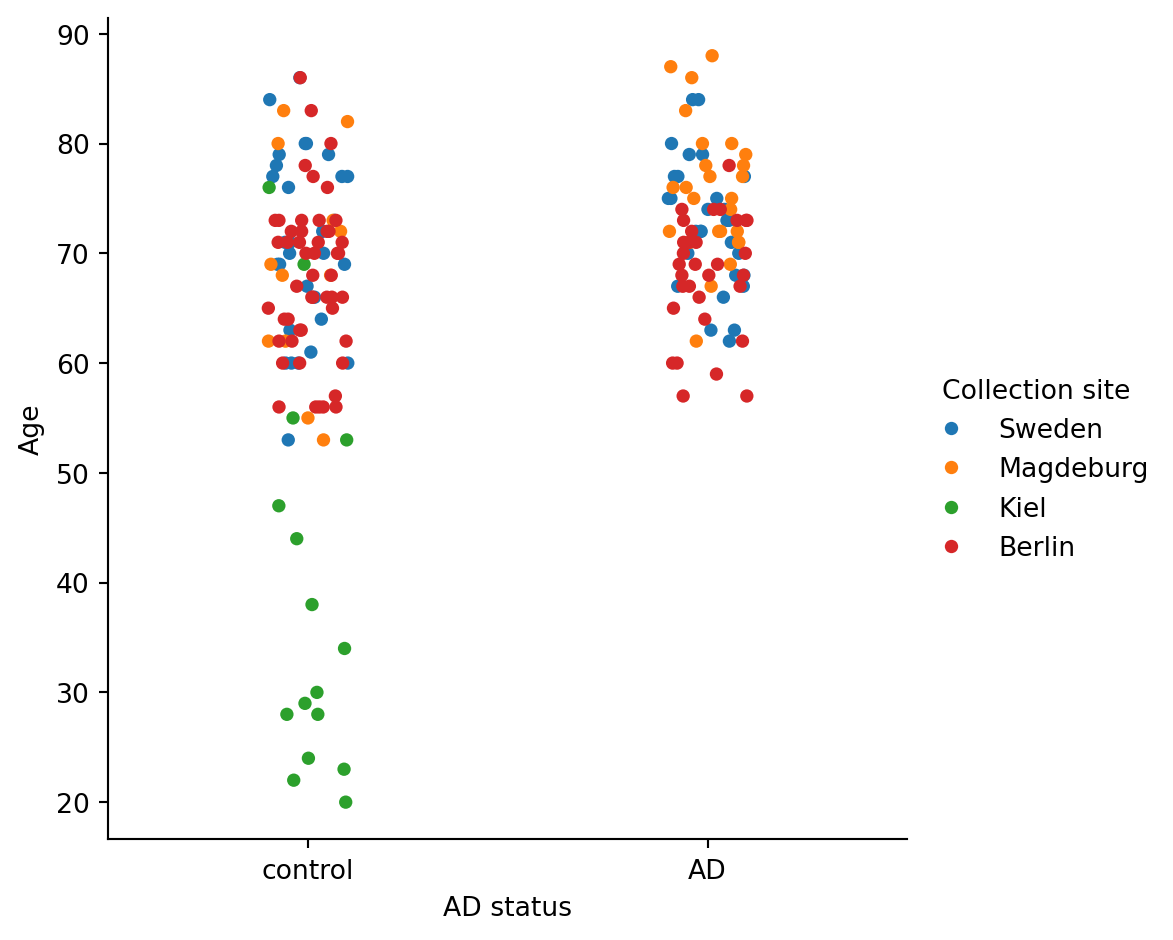 90
80
70
60
50
40
30
20
Age
control
AD
AD status
Collection site
Sweden
Magdeburg
Kiel
Berlin